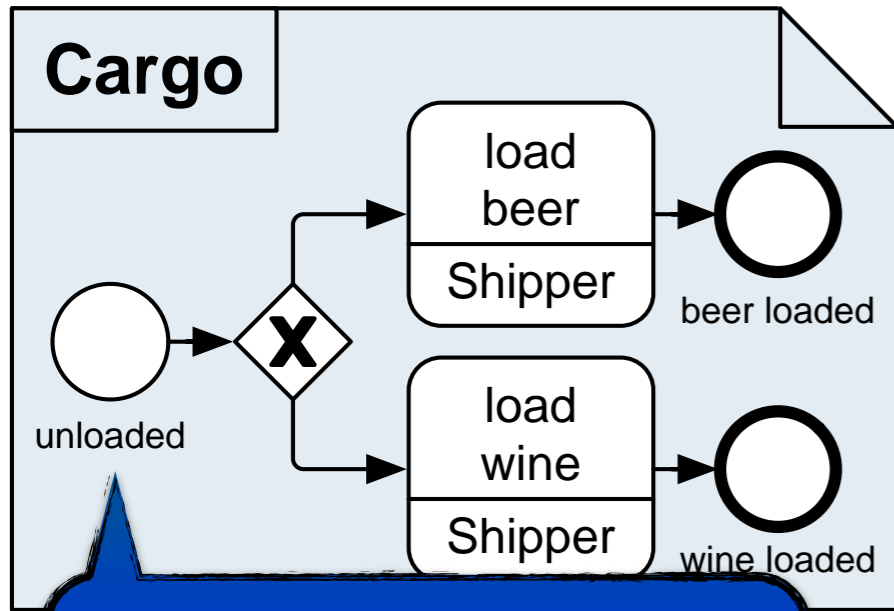 Cargo
load
beer
Shipper
beer loaded
X
unloaded
load
wine
Shipper
wine loaded